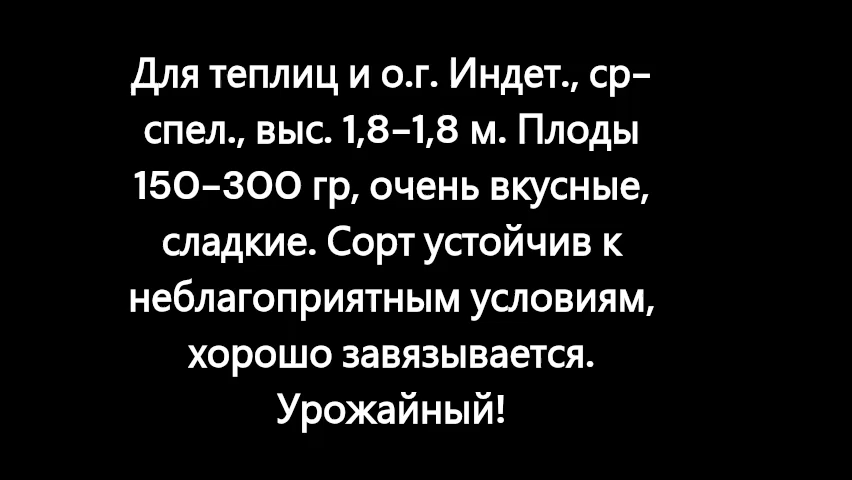 Для теплиц и о.г. Индет., ср-
спел., выс. 1,8-1,8 м. Плоды
150-300 гр, очень вкусные,
сладкие. Сорт устойчив к
неблагоприятным условиям,
хорошо завязывается.
Урожайный!